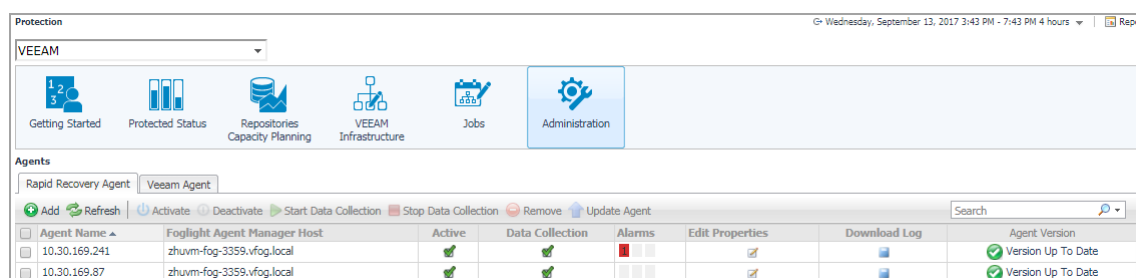 Protection
Wednesday, September 13, 2017 3:43 PM - 7:43 PM 4 hours
VEEAM
1 2 3
Getting Started
Protected Status
Repositories
Capacity Planning
VEEAM
Infrastructure
Jobs
Administration
Agents
Rapid Recovery Agent Veeam Agent
Add Refresh Activate Deactivate Start Data Collection Stop Data Collection Remove Update Agent Search
Agent Name Foglight Agent Manager Host Active Data Collection Alarms Edit Properties Download Log Agent Version
10.30.169.241 zhuvm-fog-3359.vfog.local 1 Version Up To Date
10.30.169.87 zhuvm-fog-3359.vfog.local Version Up To Date